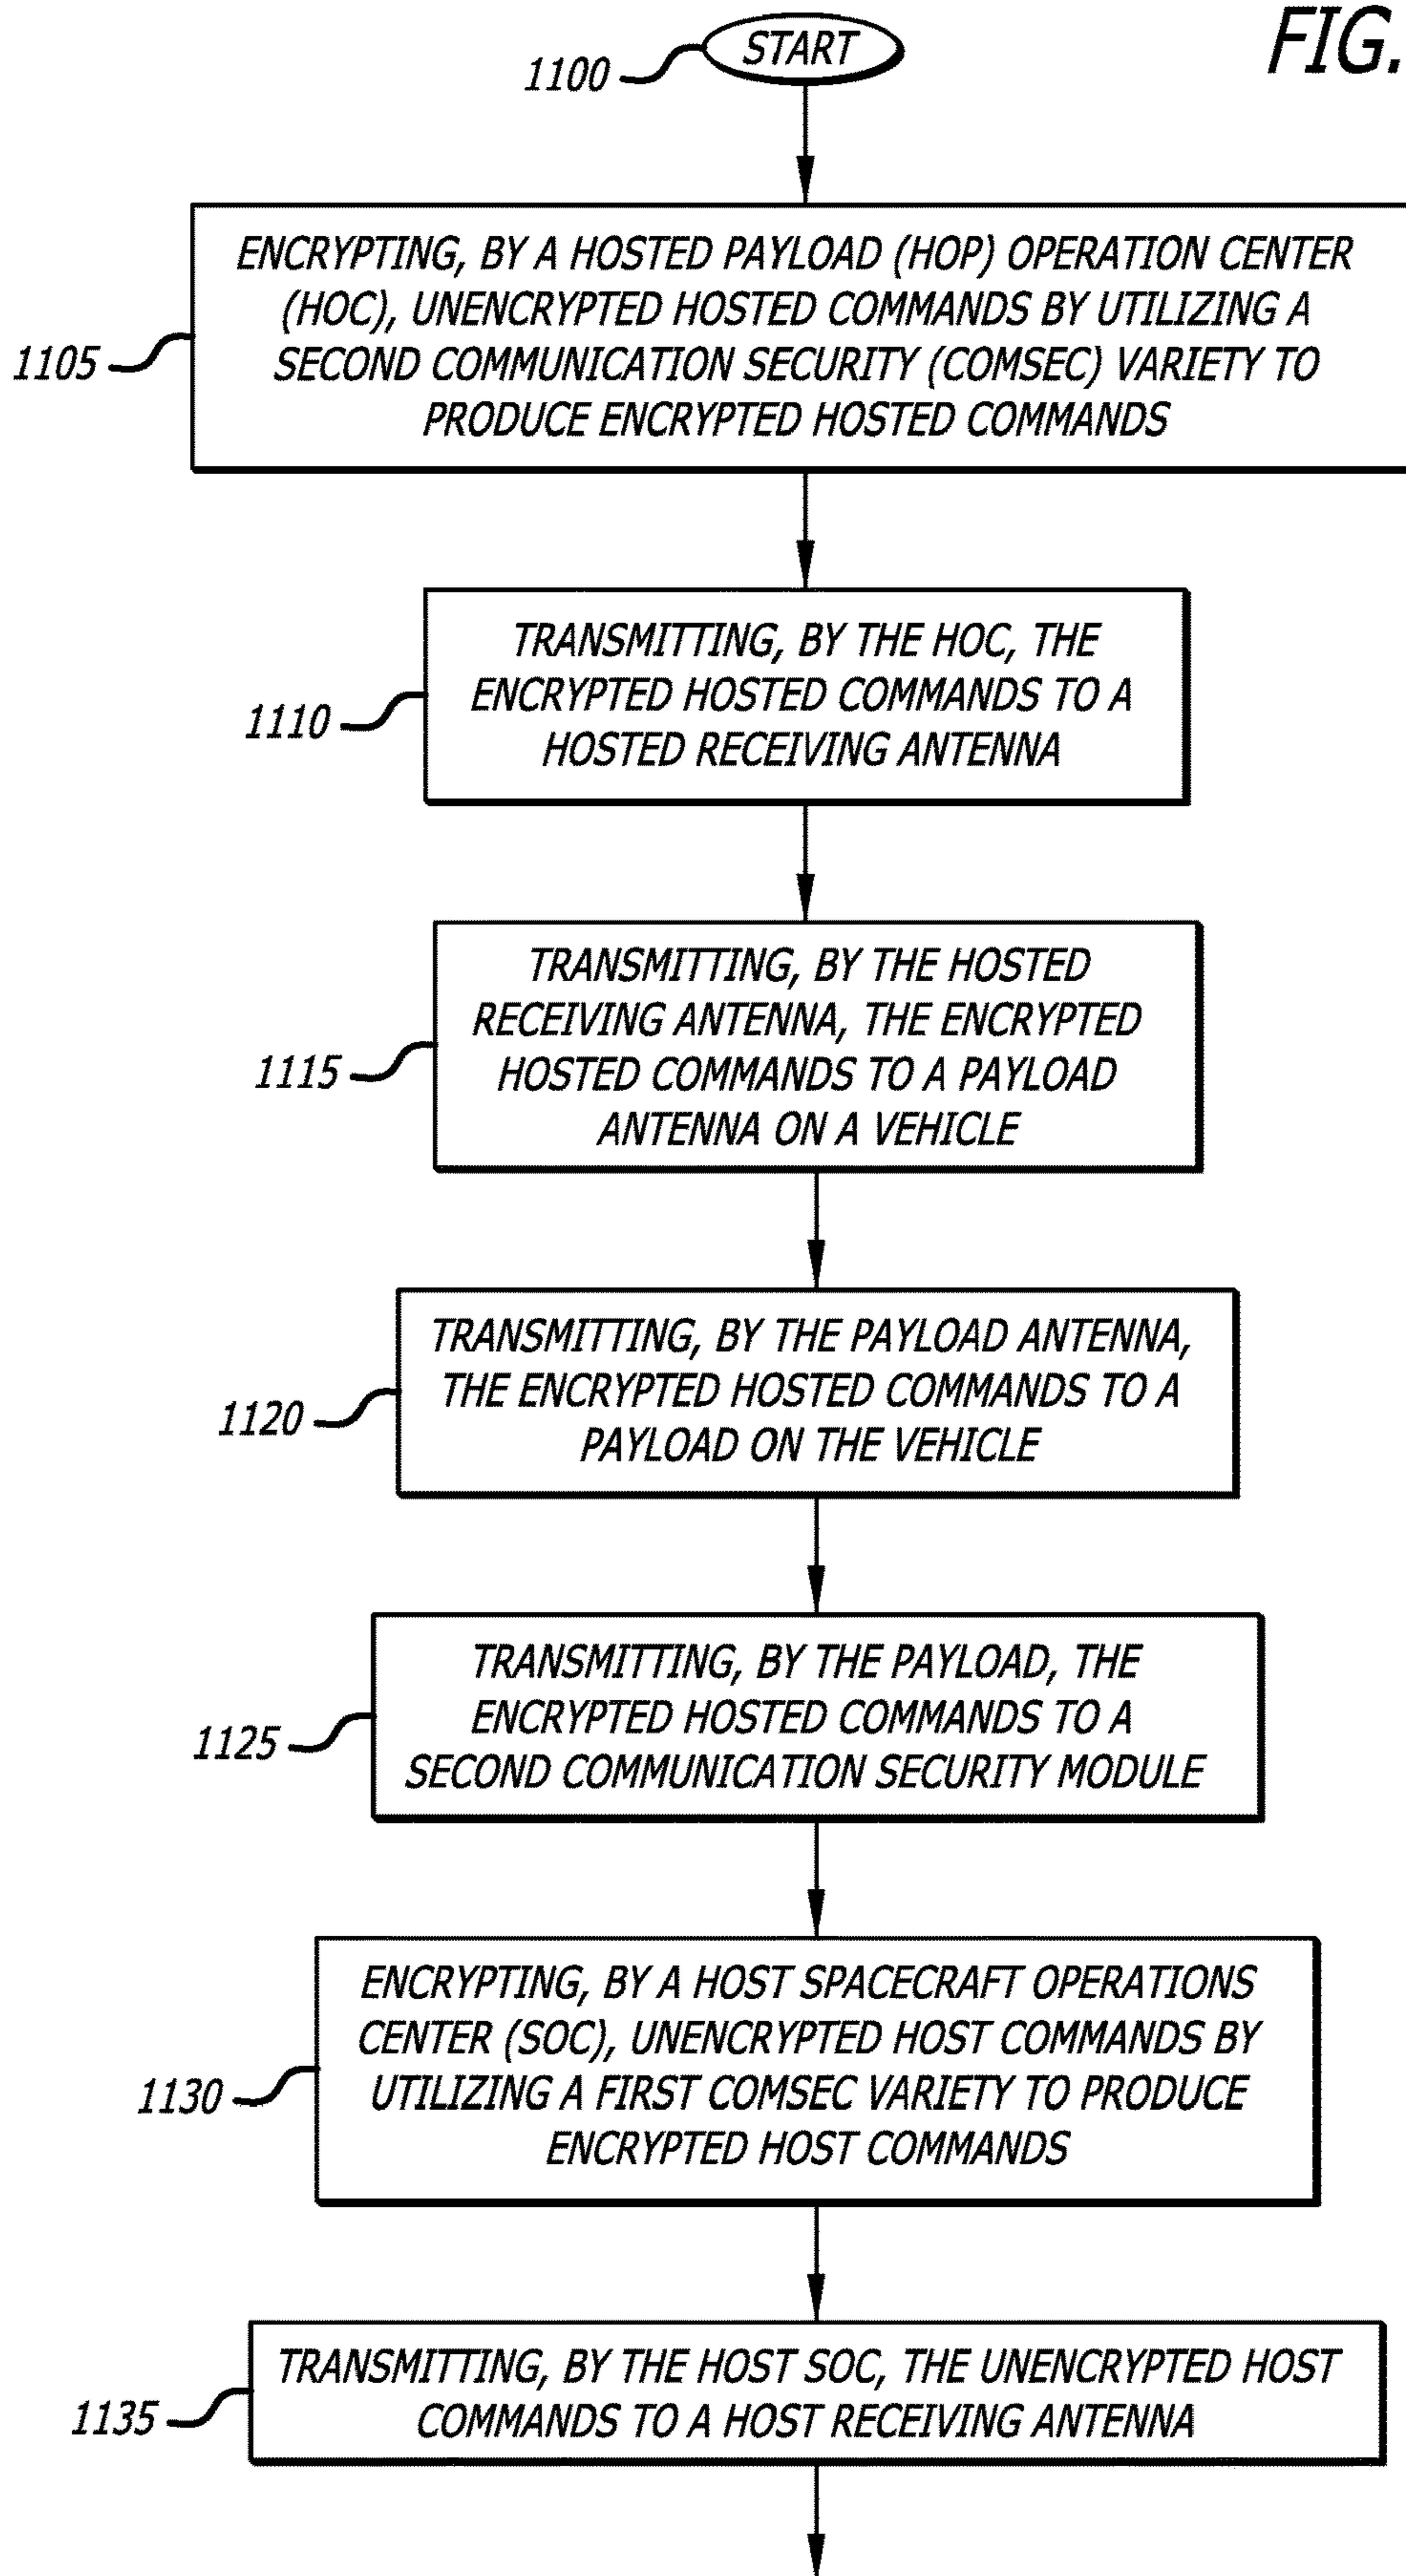 FIG.
1100
START
ENCRYPTING, BY A HOSTED PAYLOAD (HOP) OPERATION CENTER
(HOC), UNENCRYPTED HOSTED COMMANDS BY UTILIZING A
SECOND COMMUNICATION SECURITY (COMSEC) VARIETY TO
PRODUCE ENCRYPTED HOSTED COMMANDS
1105
TRANSMITTING, BY THE HOC, THE
ENCRYPTED HOSTED COMMANDS TO A
HOSTED RECEIVING ANTENNA
1110
TRANSMITTING, BY THE HOSTED
RECEIVING ANTENNA, THE ENCRYPTED
HOSTED COMMANDS TO A PAYLOAD
ANTENNA ON A VEHICLE
1115
TRANSMITTING, BY THE PAYLOAD ANTENNA,
THE ENCRYPTED HOSTED COMMANDS TO A
PAYLOAD ON THE VEHICLE
1120
TRANSMITTING, BY THE PAYLOAD, THE
ENCRYPTED HOSTED COMMANDS TO A
SECOND COMMUNICATION SECURITY MODULE
1125
ENCRYPTING, BY A HOST SPACECRAFT OPERATIONS
CENTER (SOC), UNENCRYPTED HOST COMMANDS BY
UTILIZING A FIRST COMSEC VARIETY TO PRODUCE
ENCRYPTED HOST COMMANDS
1130
TRANSMITTING, BY THE HOST SOC, THE UNENCRYPTED HOST
COMMANDS TO A HOST RECEIVING ANTENNA
1135